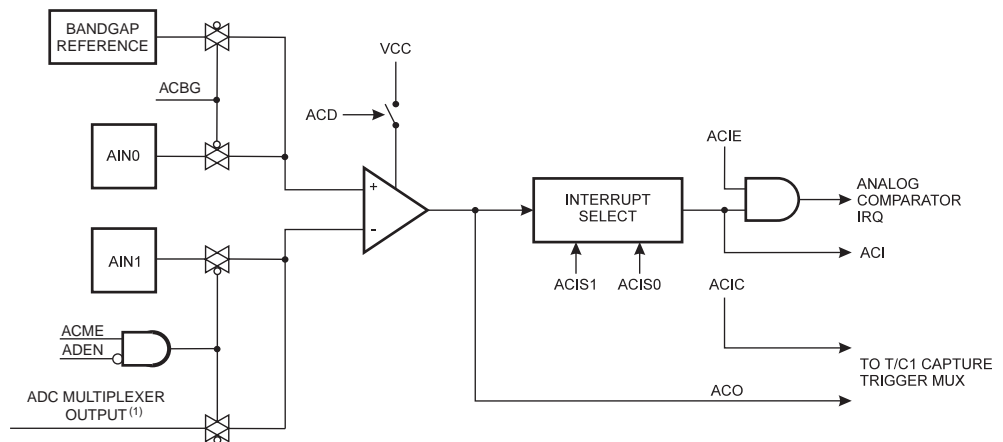 BANDGAP
REFERENCE
ACBG
AIN0
VCC
ACD
+
-
AIN1
ACME
ADEN
ADC MULTIPLEXER
OUTPUT (1)
INTERRUPT
SELECT
ACIS1 ACIS0
ACIE
ANALOG
COMPARATOR
IRQ
ACI
ACIC
TO T/C1 CAPTURE
TRIGGER MUX
ACO